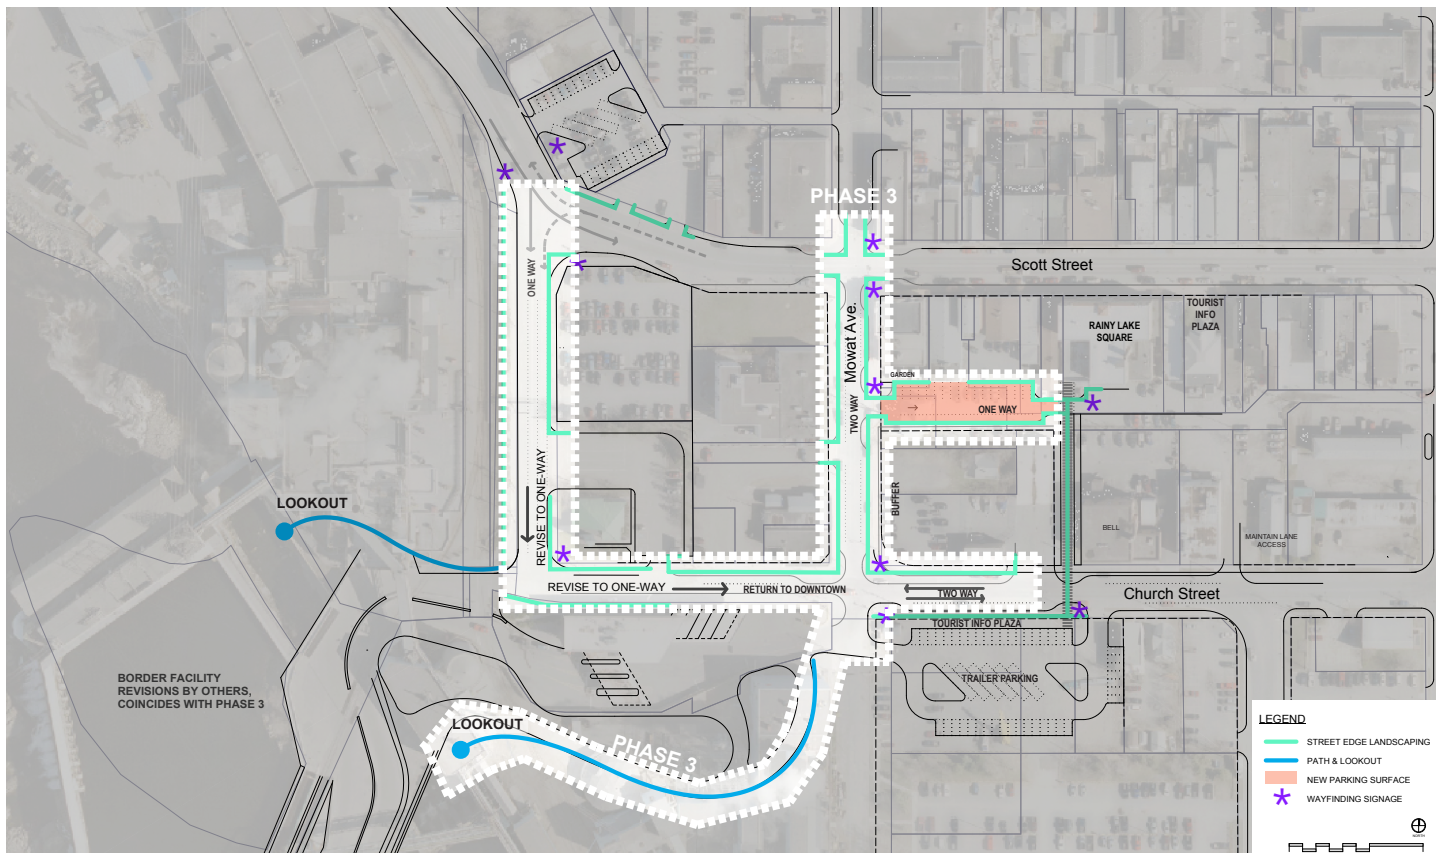 PHASE 3
Scott Street
ONE WAY
TOURIST
INFO
PLAZA
RAINY LAKE
SQUARE
Mowat Ave.
GARDEN
ONE WAY
TWO WAY
REVISE TO ONE-WAY
BUFFER
LOOKOUT
BELL
MAINTAIN LANE
ACCESS
REVISE TO ONE-WAY
RETURN TO DOWNTOWN
TWO WAY
Church Street
TOURIST INFO PLAZA
BORDER FACILITY
REVISIONS BY OTHERS,
COINCIDES WITH PHASE 3
TRAILER PARKING
LOOKOUT
PHASE 3
LEGEND
STREET EDGE LANDSCAPING
PATH & LOOKOUT
NEW PARKING SURFACE
WAYFINDING SIGNAGE
NORTH